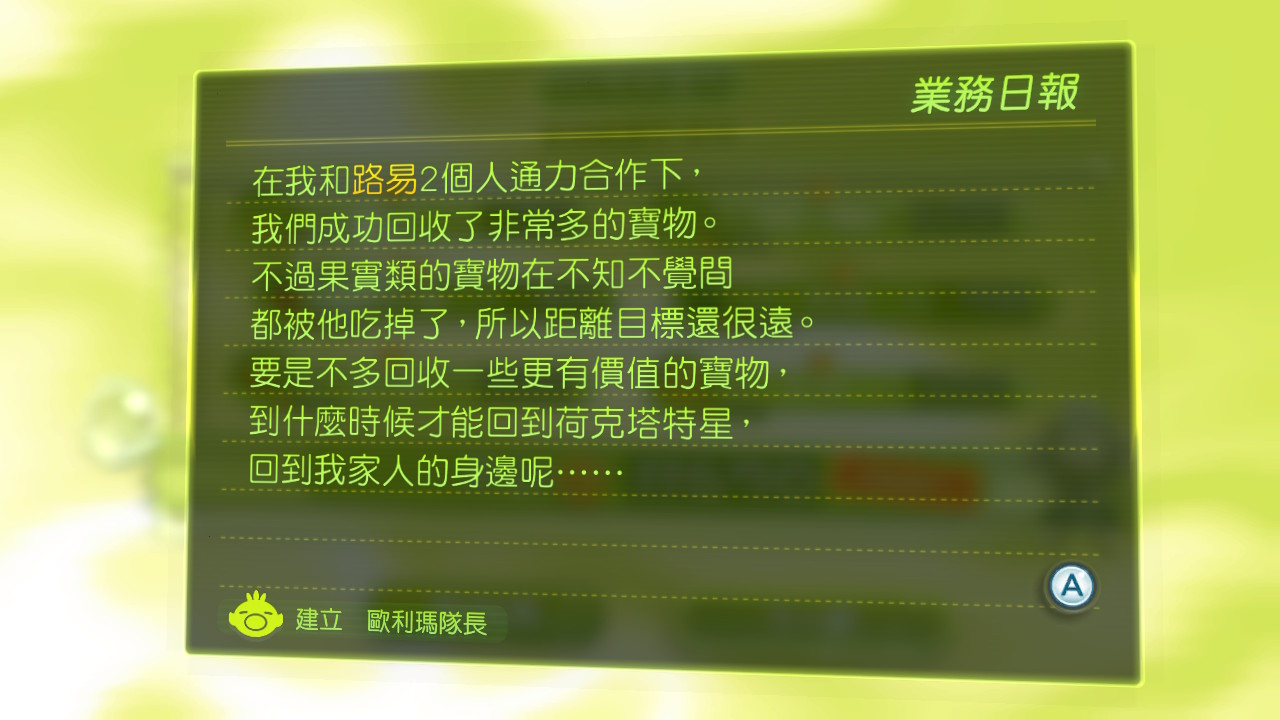 業務日報
在我和路易2個人通力合作下，
我們成功回收了非常多的寶物。
不過果實類的寶物在不知不覺間
都被他吃掉了，所以距離目標還很遠。
要是不多回收一些更有價值的寶物，
到什麼時候才能回到荷克塔特星，
回到我家人的身邊呢……
A
建立 歐利瑪隊長